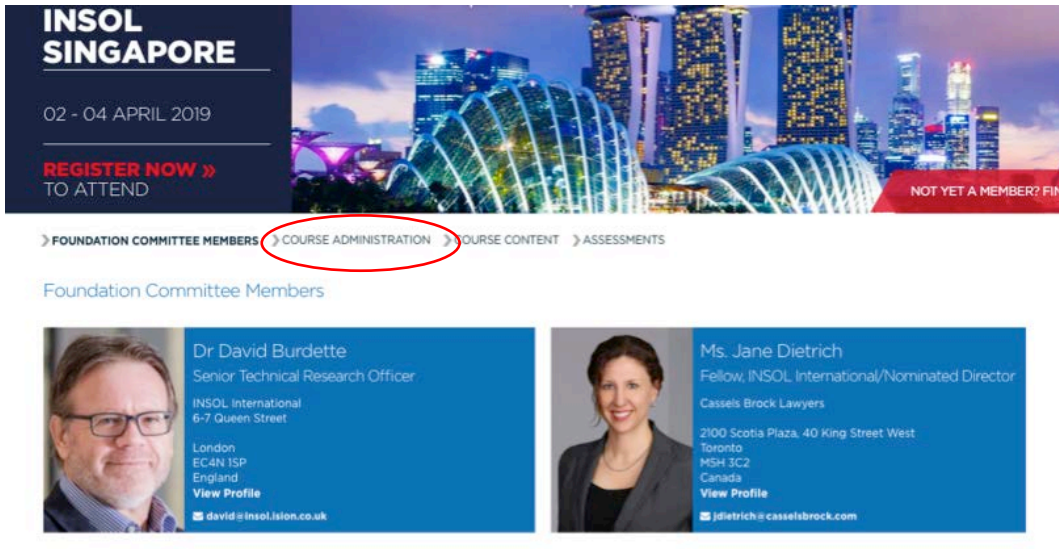 INSOL
SINGAPORE
02 - 04 APRIL 2019
REGISTER NOW »
TO ATTEND
NOT YET A MEMBER? FIN
FOUNDATION COMMITTEE MEMBERS COURSE ADMINISTRATION COURSE CONTENT ASSESSMENTS
Foundation Committee Members
Dr David Burdette
Senior Technical Research Officer
INSOL International
6-7 Queen Street
London
EC4N 1SP
England
View Profile
david@insol.ision.co.uk
Ms. Jane Dietrich
Fellow, INSOL International/Nominated Director
Cassels Brock Lawyers
2100 Scotia Plaza, 40 King Street West
Toronto
M5H 3C2
Canada
View Profile
jdietrich@casselsbrock.com